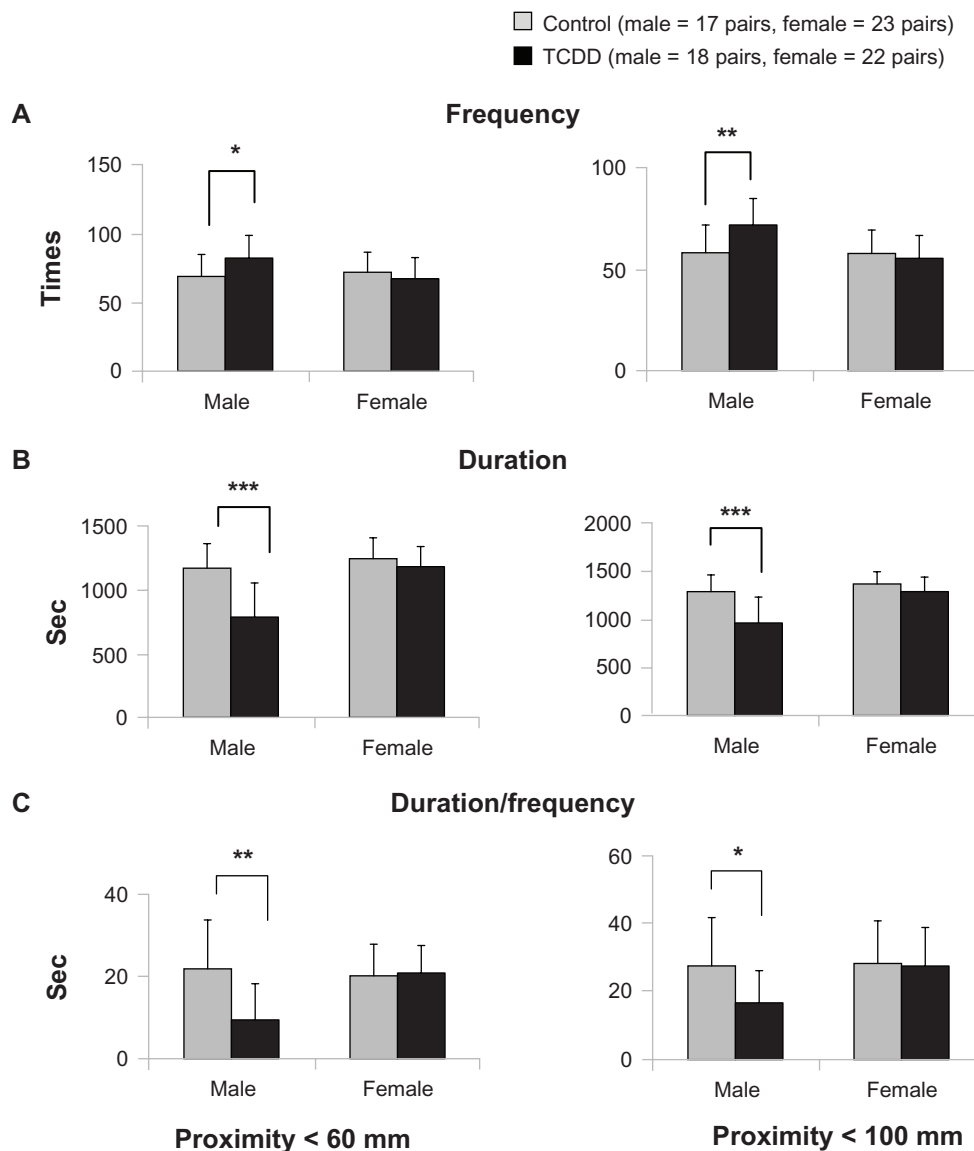 Control (male = 17 pairs, female = 23 pairs)
TCDD (male = 18 pairs, female = 22 pairs)
A
Frequency
Times
150
100
50
0
*
Male
Female
100
50
0
**
Male
Female
B
Duration
Sec
1500
1000
500
0
***
Male
Female
2000
1500
1000
500
0
***
Male
Female
C
Duration/frequency
Sec
40
20
0
**
Male
Female
60
40
20
0
*
Male
Female
Proximity < 60 mm
Proximity < 100 mm